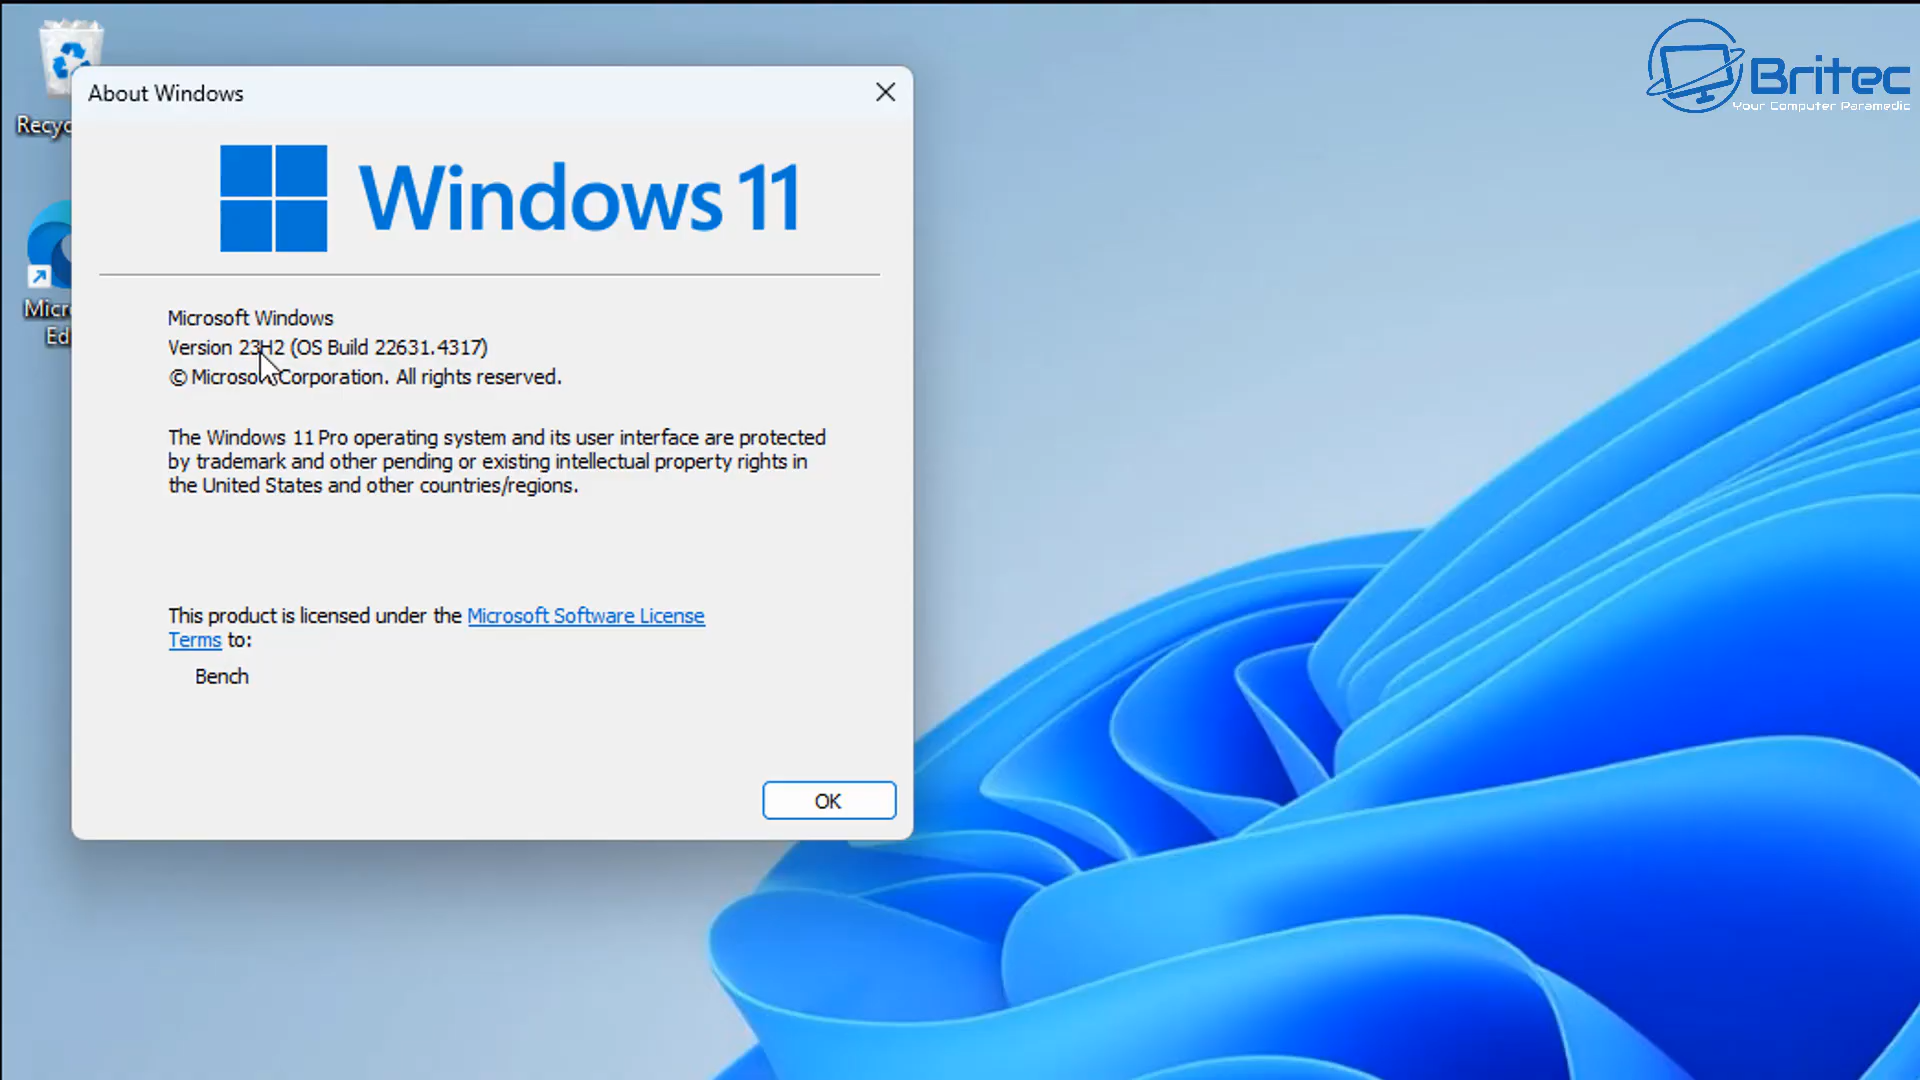 Britec
Your Computer Paramedic
Recyc
About Windows
Windows 11
Micr
Ed
Microsoft Windows
Version 23H2 (OS Build 22631.4317)
© Microsoft Corporation. All rights reserved.
The Windows 11 Pro operating system and its user interface are protected
by trademark and other pending or existing intellectual property rights in
the United States and other countries/regions.
This product is licensed under the Microsoft Software License
Terms to:
Bench
OK